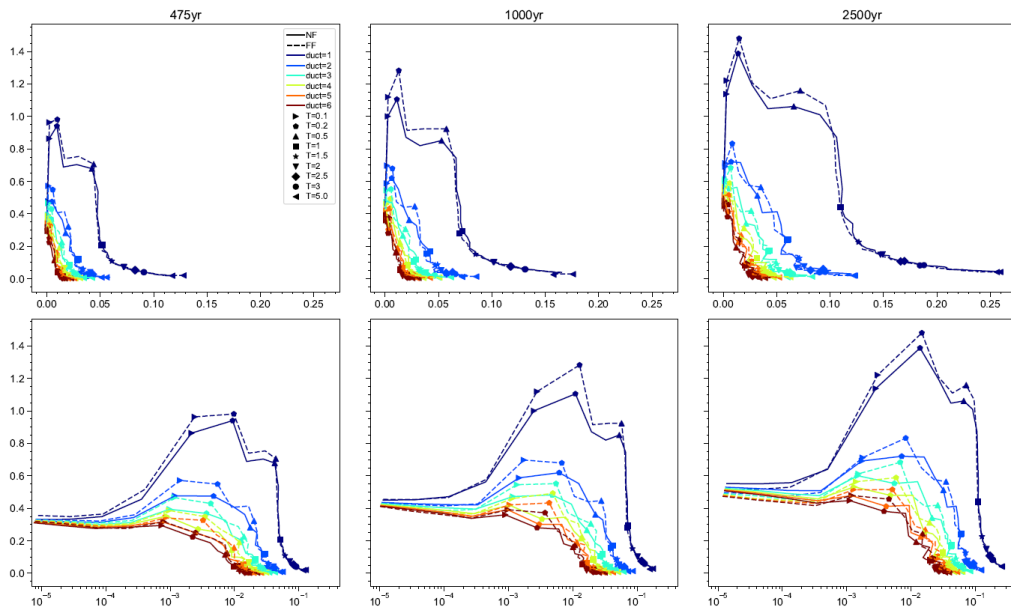 475yr
1000yr
2500yr
1.4
1.2
1.0
0.8
0.6
0.4
0.2
0.0
NF
FF
duct=1
duct=2
duct=3
duct=4
duct=5
duct=6
T=0.1
T=0.2
T=0.5
T=1
T=1.5
T=2
T=2.5
T=3
T=5.0
0.00 0.05 0.10 0.15 0.20 0.25
0.00 0.05 0.10 0.15 0.20 0.25
0.00 0.05 0.10 0.15 0.20 0.25
1.4
1.2
1.0
0.8
0.6
0.4
0.2
0.0
10⁻⁵ 10⁻⁴ 10⁻³ 10⁻² 10⁻¹
10⁻⁵ 10⁻⁴ 10⁻³ 10⁻² 10⁻¹
10⁻⁵ 10⁻⁴ 10⁻³ 10⁻² 10⁻¹